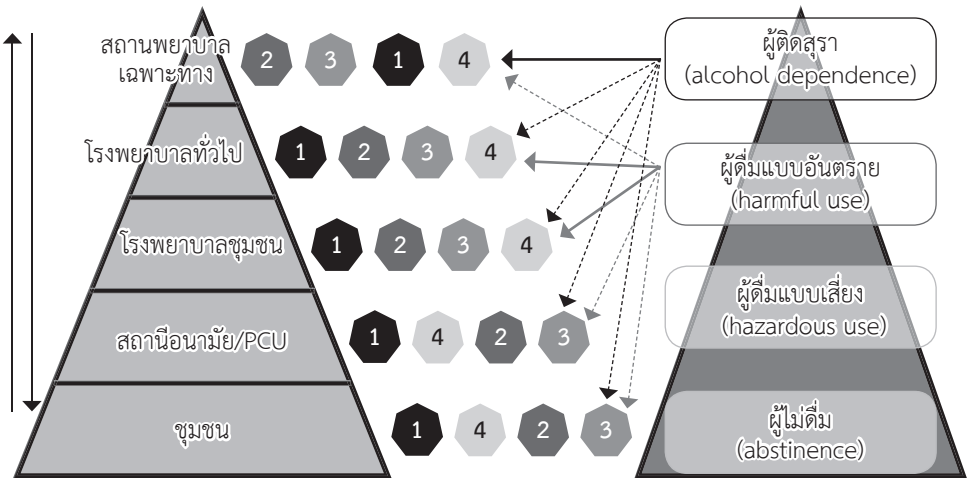 สถานพยาบาล
เฉพาะทาง
2 3 1 4
ผู้ติดสุรา
(alcohol dependence)
โรงพยาบาลทั่วไป
1 2 3 4
ผู้ดื่มแบบอันตราย
(harmful use)
โรงพยาบาลชุมชน
1 2 3 4
ผู้ดื่มแบบเสี่ยง
(hazardous use)
สถานีอนามัย/PCU
1 4 2 3
ชุมชน
1 4 2 3
ผู้ไม่ดื่ม
(abstinence)